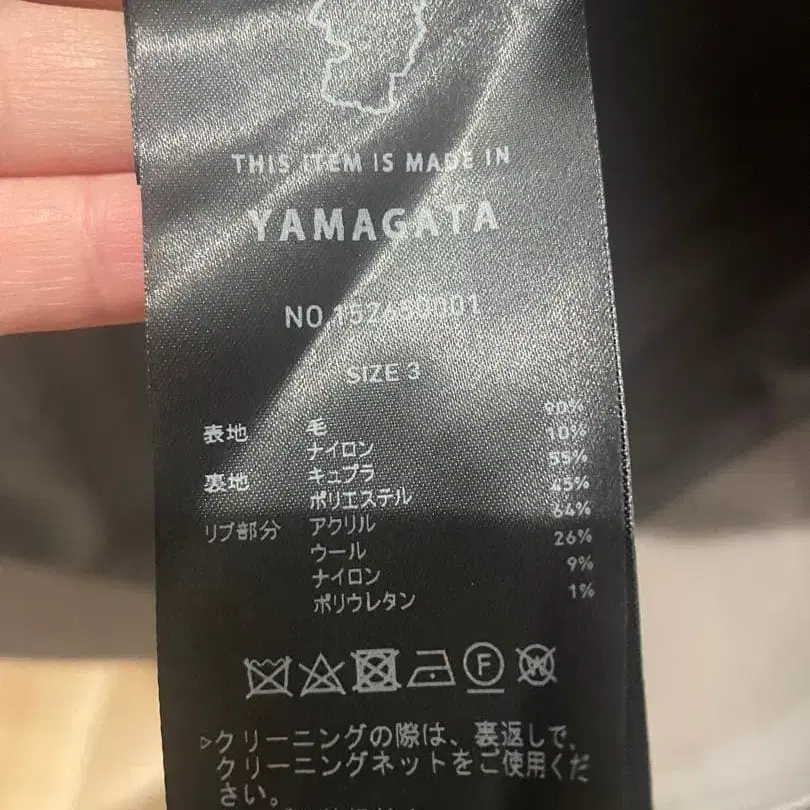 THIS ITEM IS MADE IN
YAMAGATA
SIZE 3
表地 毛 90%
ナイロン 10%
裏地 キュプラ 55%
ポリエステル 45%
リブ部分 アクリル 64%
ウール 26%
ナイロン 9%
ポリウレタン 1%
F W
▷クリーニングの際は、裏返しで、
クリーニングネットをご使用くだ
さい。